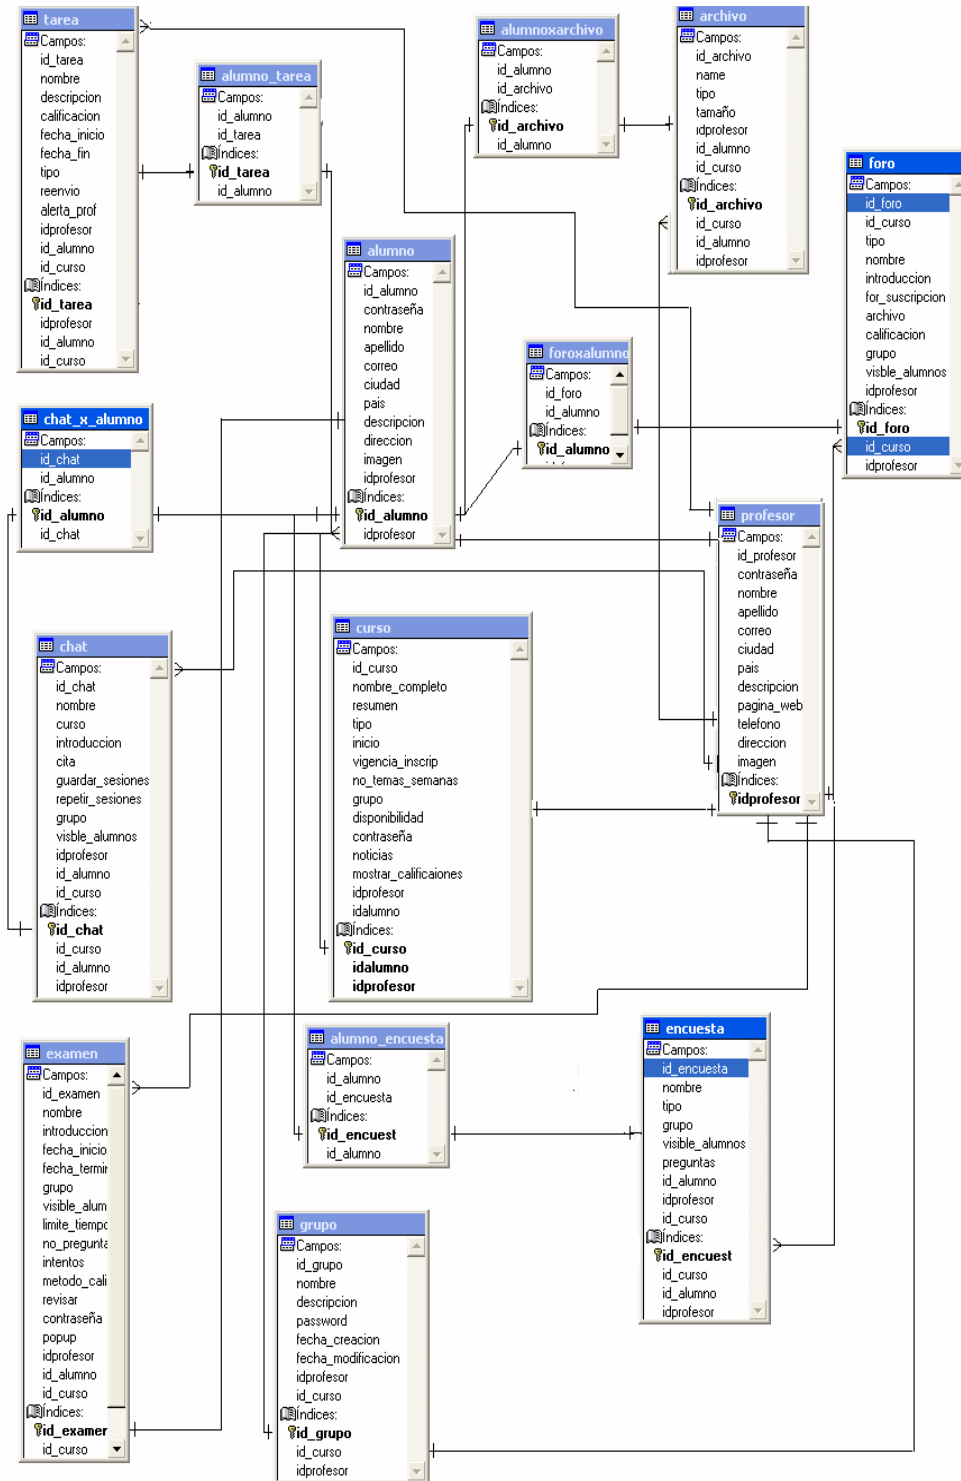 tarea
Campos:
id_tarea
nombre
descripcion
calificacion
fecha_inicio
fecha_fin
tipo
reenvio
alerta_prof
idprofesor
id_alumno
id_curso
Índices:
id_tarea
idprofesor
id_alumno
id_curso
alumno_tarea
Campos:
id_alumno
id_tarea
Índices:
id_tarea
id_alumno
alumnoxarchivo
Campos:
id_alumno
id_archivo
Índices:
id_archivo
id_alumno
archivo
Campos:
id_archivo
name
tipo
tamaño
idprofesor
id_alumno
id_curso
Índices:
id_archivo
id_curso
id_alumno
idprofesor
foro
Campos:
id_foro
id_curso
tipo
nombre
introduccion
for_suscripcion
archivo
calificacion
grupo
visble_alumnos
idprofesor
Índices:
id_foro
id_curso
idprofesor
alumno
Campos:
id_alumno
contraseña
nombre
apellido
correo
ciudad
pais
descripcion
direccion
imagen
idprofesor
Índices:
id_alumno
idprofesor
foroxalumno
Campos:
id_foro
id_alumno
Índices:
id_alumno
chat_x_alumno
Campos:
id_chat
id_alumno
Índices:
id_alumno
id_chat
profesor
Campos:
id_profesor
contraseña
nombre
apellido
correo
ciudad
pais
descripcion
pagina_web
telefono
direccion
imagen
Índices:
idprofesor
chat
Campos:
id_chat
nombre
curso
introduccion
cita
guardar_sesiones
repetir_sesiones
grupo
visble_alumnos
idprofesor
id_alumno
id_curso
Índices:
id_chat
id_curso
id_alumno
idprofesor
curso
Campos:
id_curso
nombre_completo
resumen
tipo
inicio
vigencia_inscrip
no_temas_semanas
grupo
disponibilidad
contraseña
noticias
mostrar_calificaiones
idprofesor
idalumno
Índices:
id_curso
idalumno
idprofesor
examen
Campos:
id_examen
nombre
introduccion
fecha_inicio
fecha_termin
grupo
visible_alum
limite_tiempo
no_pregunta
intentos
metodo_cali
revisar
contraseña
popup
idprofesor
id_alumno
id_curso
Índices:
id_examen
id_curso
alumno_encuesta
Campos:
id_alumno
id_encuesta
Índices:
id_encuest
id_alumno
encuesta
Campos:
id_encuesta
nombre
tipo
grupo
visible_alumnos
preguntas
id_alumno
idprofesor
id_curso
Índices:
id_encuest
id_curso
id_alumno
idprofesor
grupo
Campos:
id_grupo
nombre
descripcion
password
fecha_creacion
fecha_modificacion
idprofesor
id_curso
Índices:
id_grupo
id_curso
idprofesor